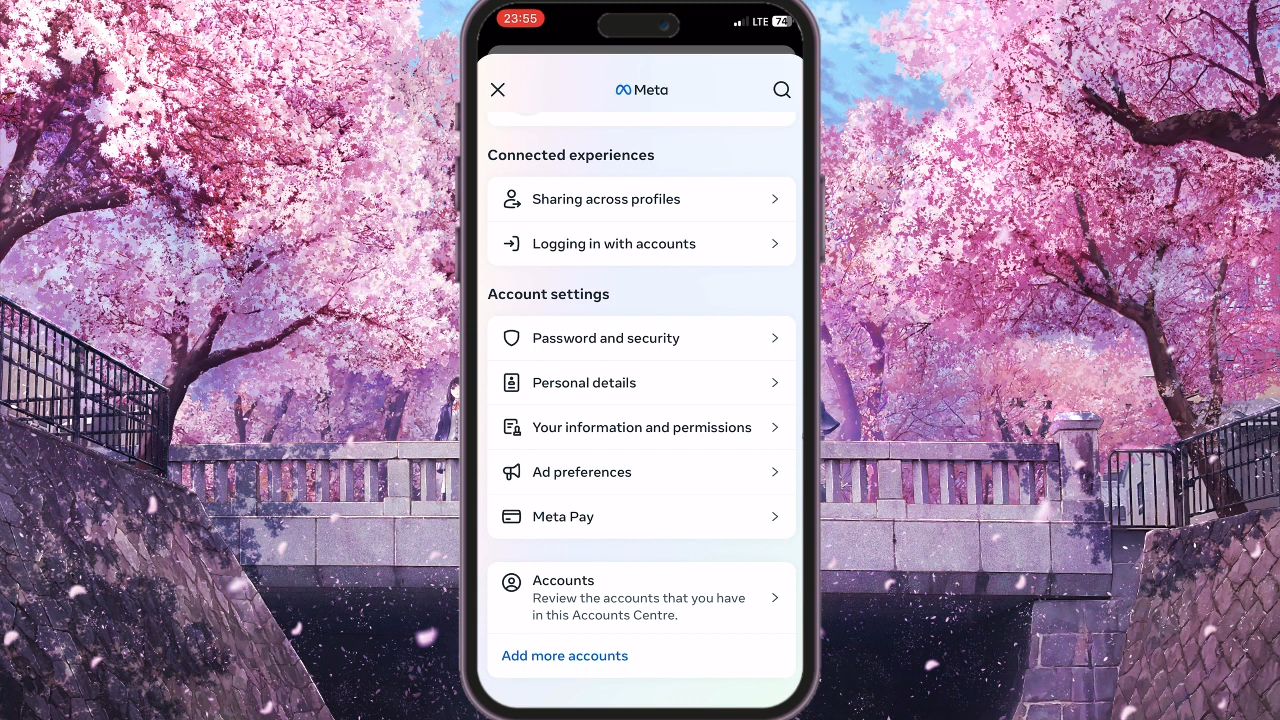 23:55
LTE 74
Meta
Connected experiences
Sharing across profiles
Logging in with accounts
Account settings
Password and security
Personal details
Your information and permissions
Ad preferences
Meta Pay
Accounts
Review the accounts that you have
in this Accounts Centre.
Add more accounts